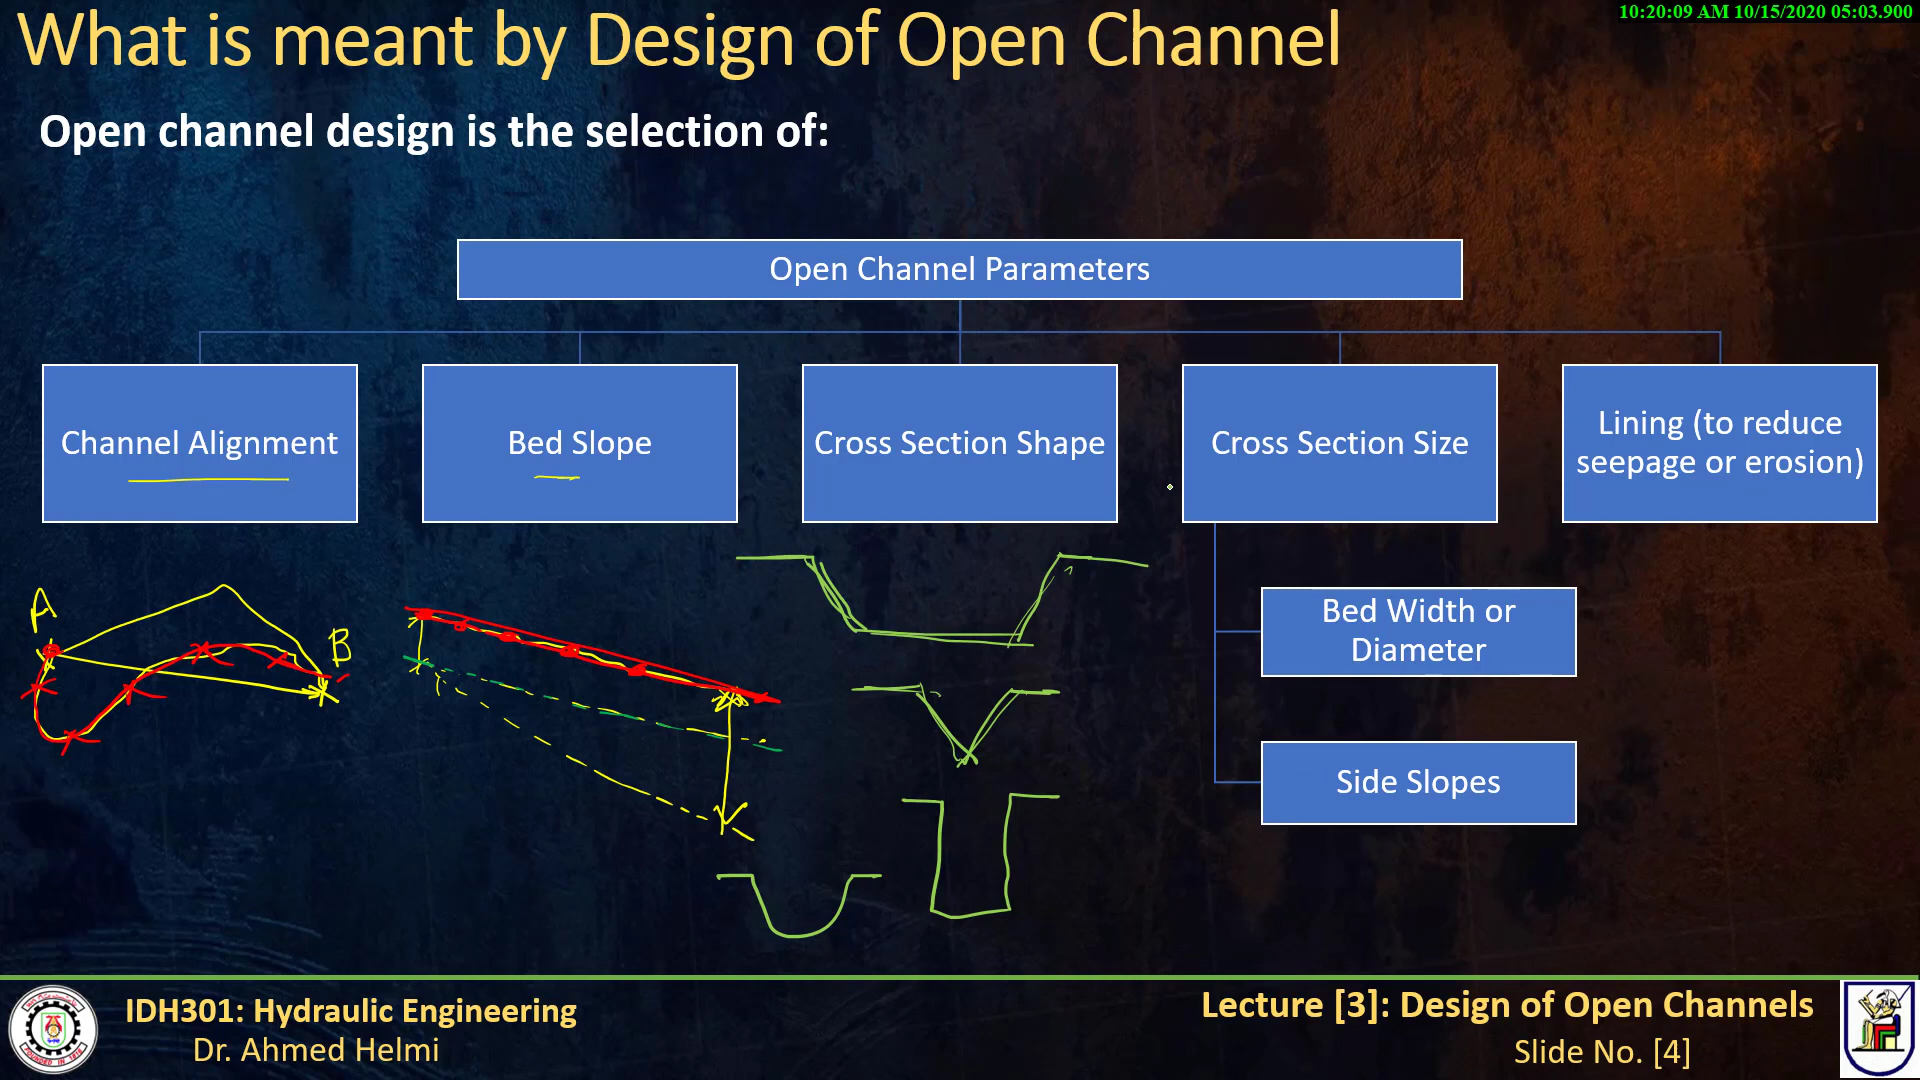 10:20:09 AM 10/15/2020 05:03.900
What is meant by Design of Open Channel
Open channel design is the selection of:
Open Channel Parameters
Channel Alignment
Bed Slope
Cross Section Shape
Cross Section Size
Lining (to reduce
seepage or erosion)
Bed Width or
Diameter
Side Slopes
A
B
IDH301: Hydraulic Engineering
Dr. Ahmed Helmi
Lecture [3]: Design of Open Channels
Slide No. [4]